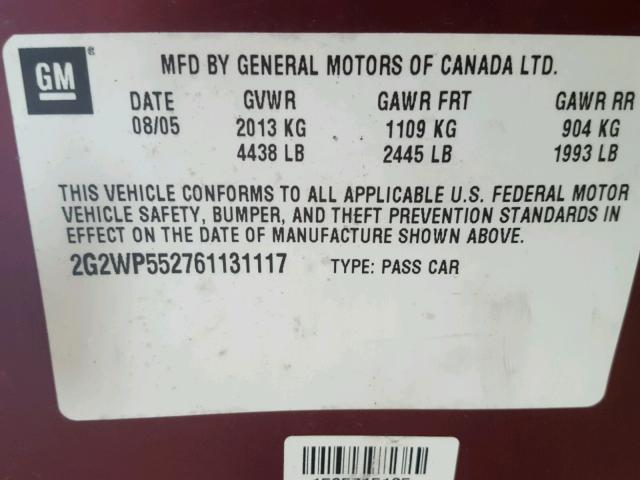 GM ®
MFD BY GENERAL MOTORS OF CANADA LTD.
DATE GVWR GAWR FRT GAWR RR
08/05 2013 KG 1109 KG 904 KG
4438 LB 2445 LB 1993 LB
THIS VEHICLE CONFORMS TO ALL APPLICABLE U.S. FEDERAL MOTOR
VEHICLE SAFETY, BUMPER, AND THEFT PREVENTION STANDARDS IN
EFFECT ON THE DATE OF MANUFACTURE SHOWN ABOVE.
2G2WP552761131117 TYPE: PASS CAR